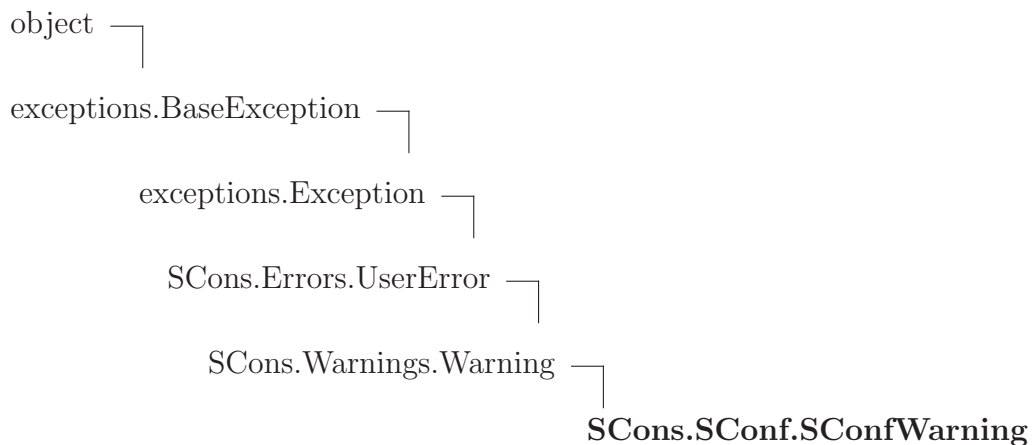 object
exceptions.BaseException
exceptions.Exception
SCons.Errors.UserError
SCons.Warnings.Warning
SCons.SConf.SConfWarning